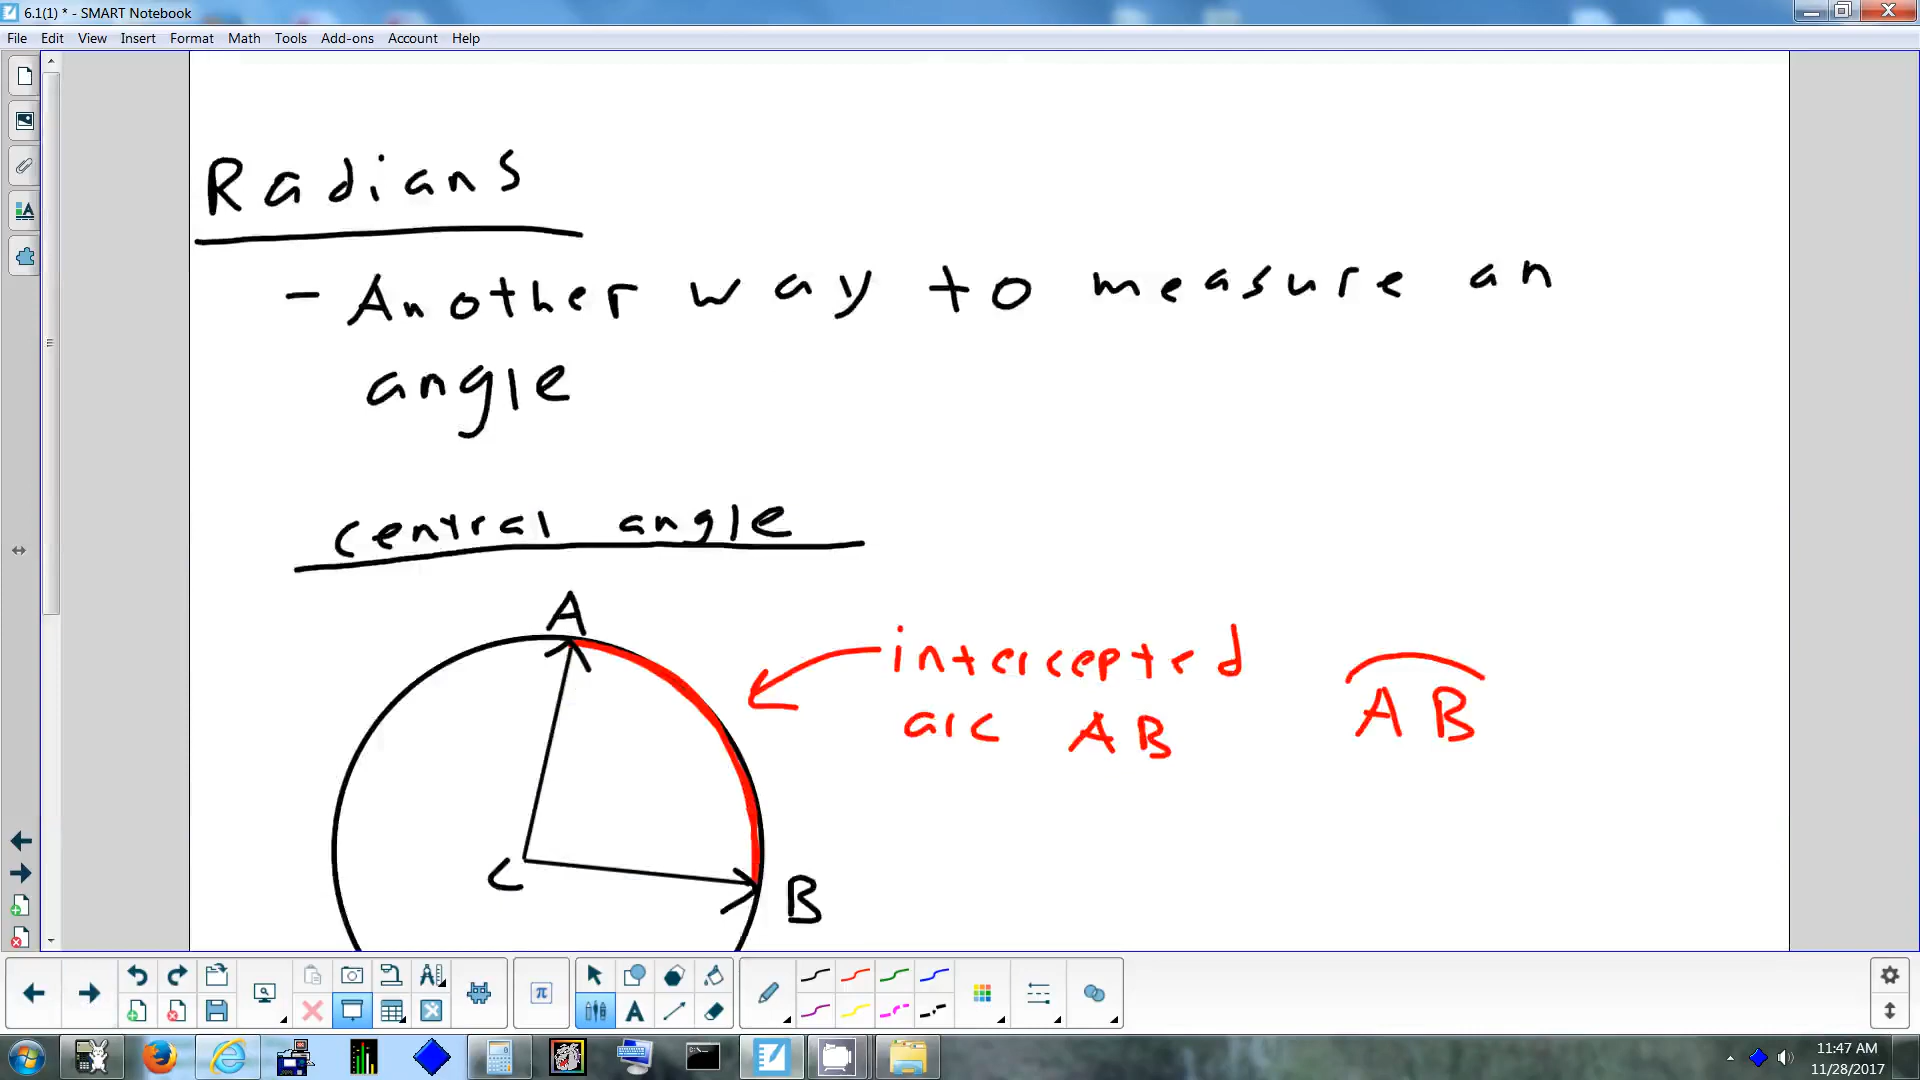 6.1(1) * - SMART Notebook
File Edit View Insert Format Math Tools Add-ons Account Help
Radians
- Another way to measure an
angle
central angle
A
intercepted
arc AB
AB
C
B
π
A
11:47 AM
11/28/2017